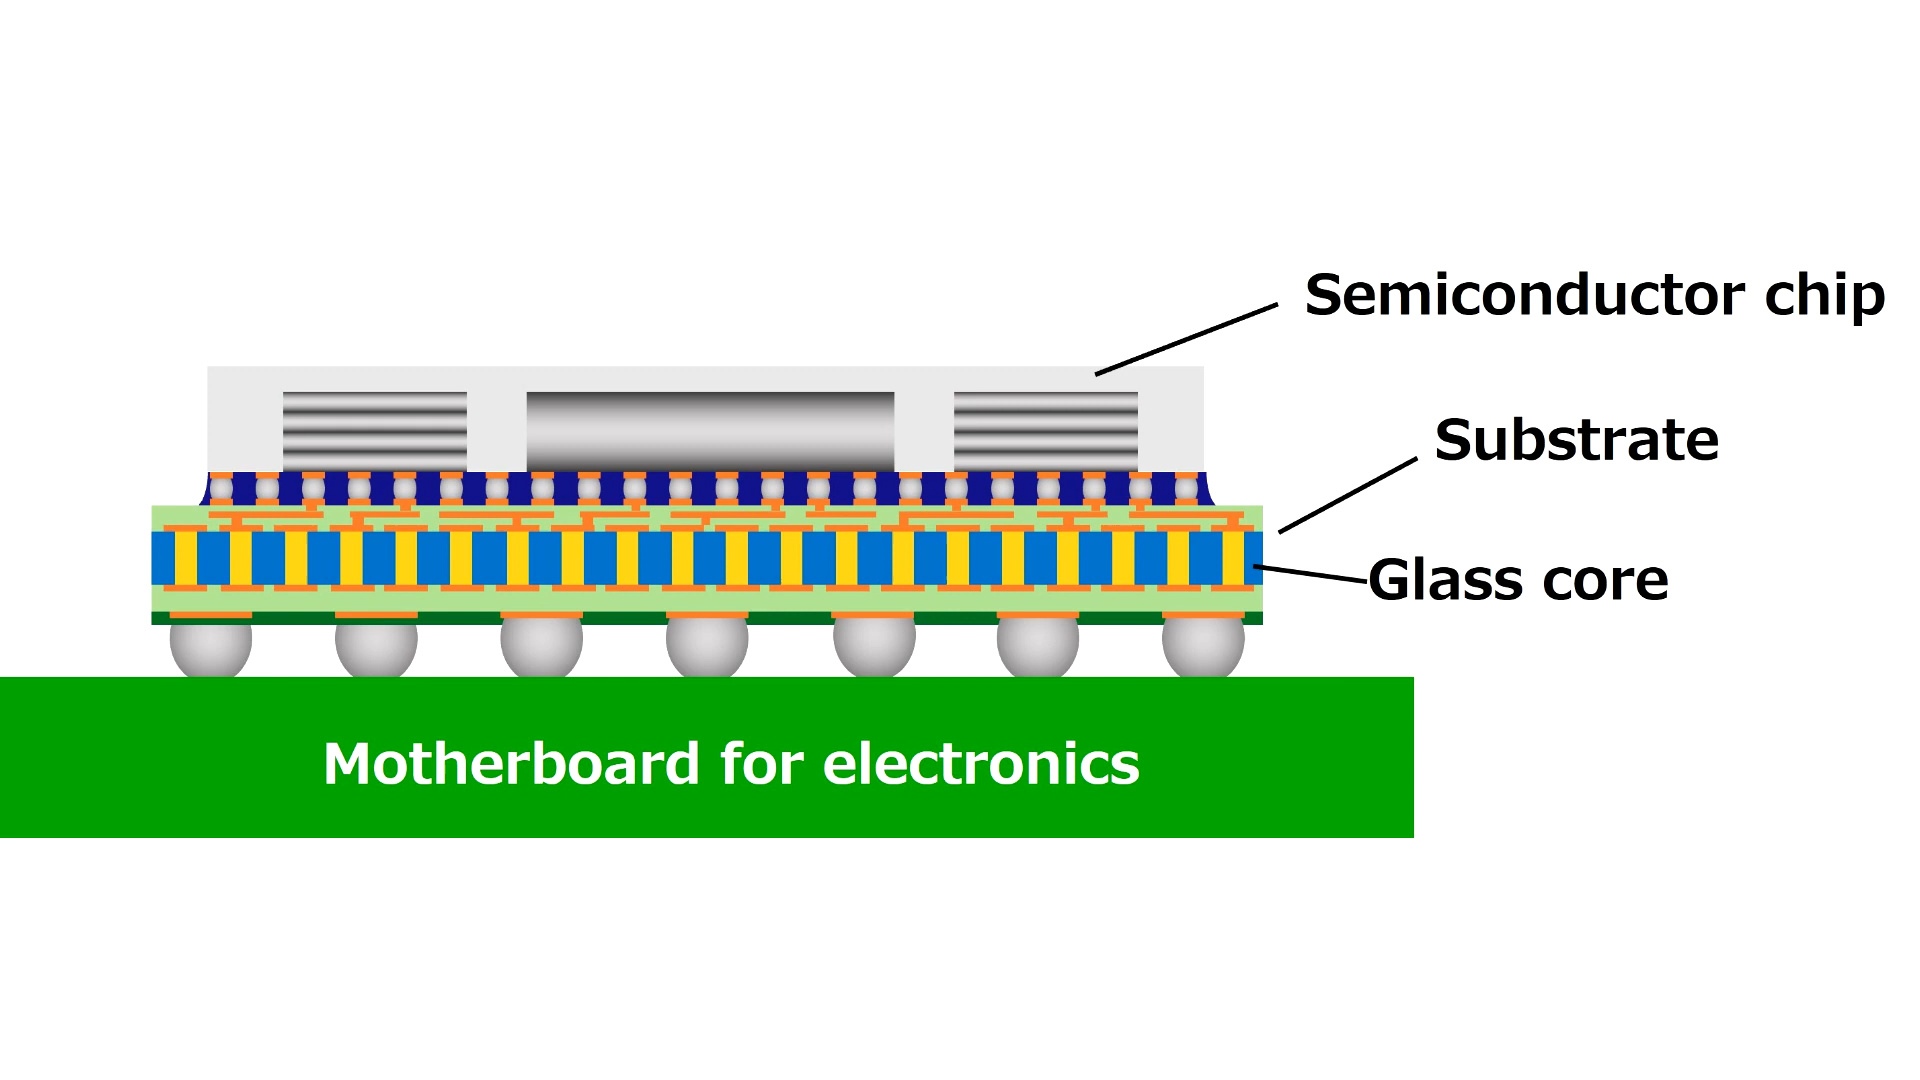 Semiconductor chip
Substrate
Glass core
Motherboard for electronics